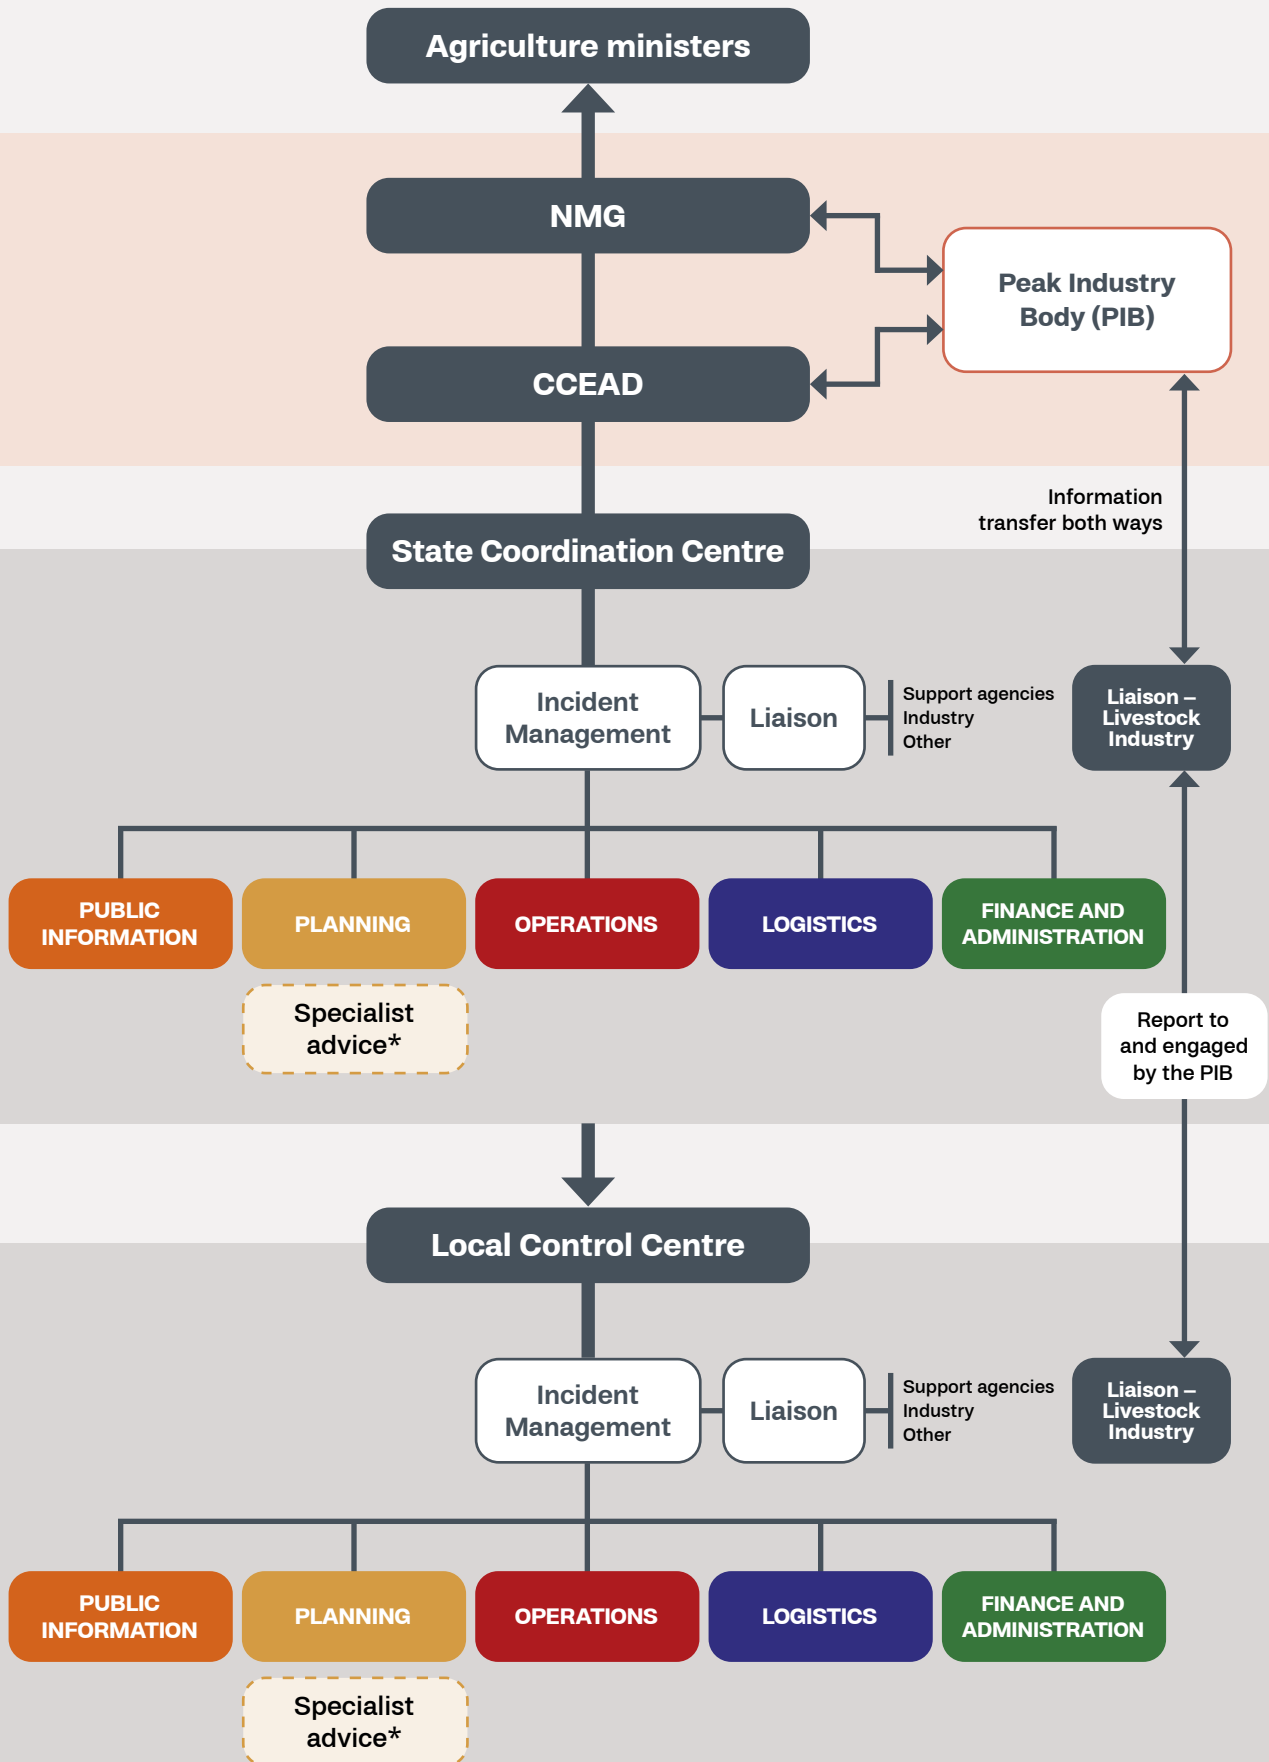 Agriculture ministers
NMG
Peak Industry
Body (PIB)
CCEAD
Information
transfer both ways
State Coordination Centre
Incident
Management
Liaison
Support agencies
Industry
Other
Liaison –
Livestock
Industry
PUBLIC
INFORMATION
PLANNING
OPERATIONS
LOGISTICS
FINANCE AND
ADMINISTRATION
Specialist
advice*
Report to
and engaged
by the PIB
Local Control Centre
Incident
Management
Liaison
Support agencies
Industry
Other
Liaison –
Livestock
Industry
PUBLIC
INFORMATION
PLANNING
OPERATIONS
LOGISTICS
FINANCE AND
ADMINISTRATION
Specialist
advice*